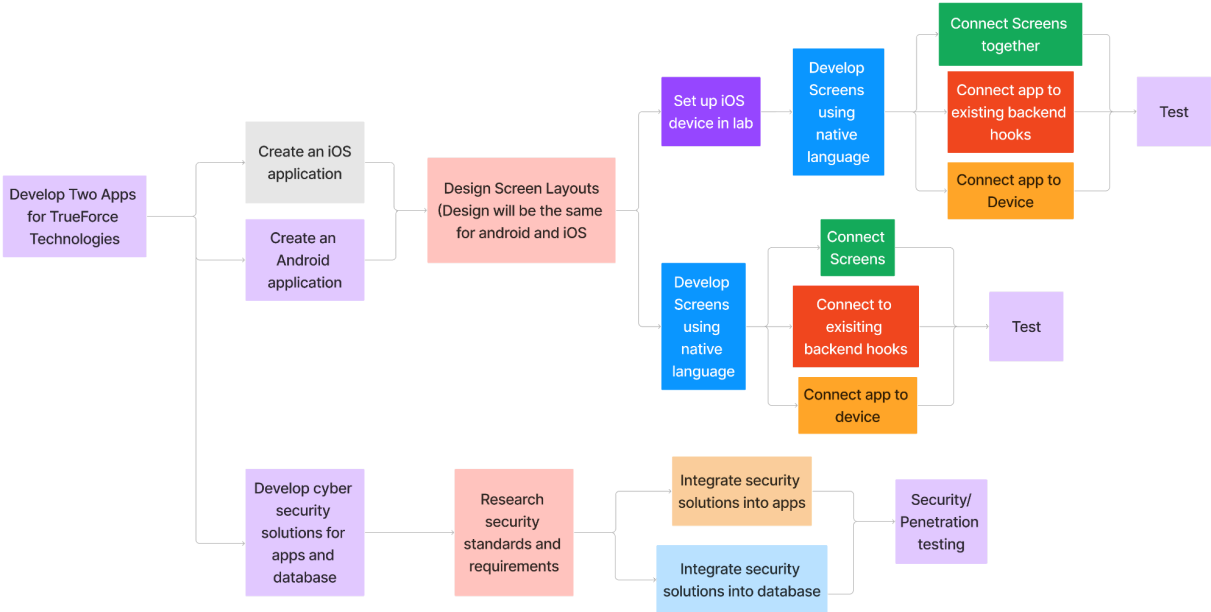 Develop Two Apps
for TrueForce
Technologies
Create an iOS
application
Create an
Android
application
Design Screen Layouts
(Design will be the same
for android and iOS
Set up iOS
device in lab
Develop
Screens
using
native
language
Connect Screens
together
Connect app to
existing backend
hooks
Connect app to
Device
Test
Develop
Screens
using
native
language
Connect
Screens
Connect to
exisiting
backend hooks
Connect app to
device
Test
Develop cyber
security
solutions for
apps and
database
Research
security
standards and
requirements
Integrate security
solutions into apps
Integrate security
solutions into database
Security/
Penetration
testing